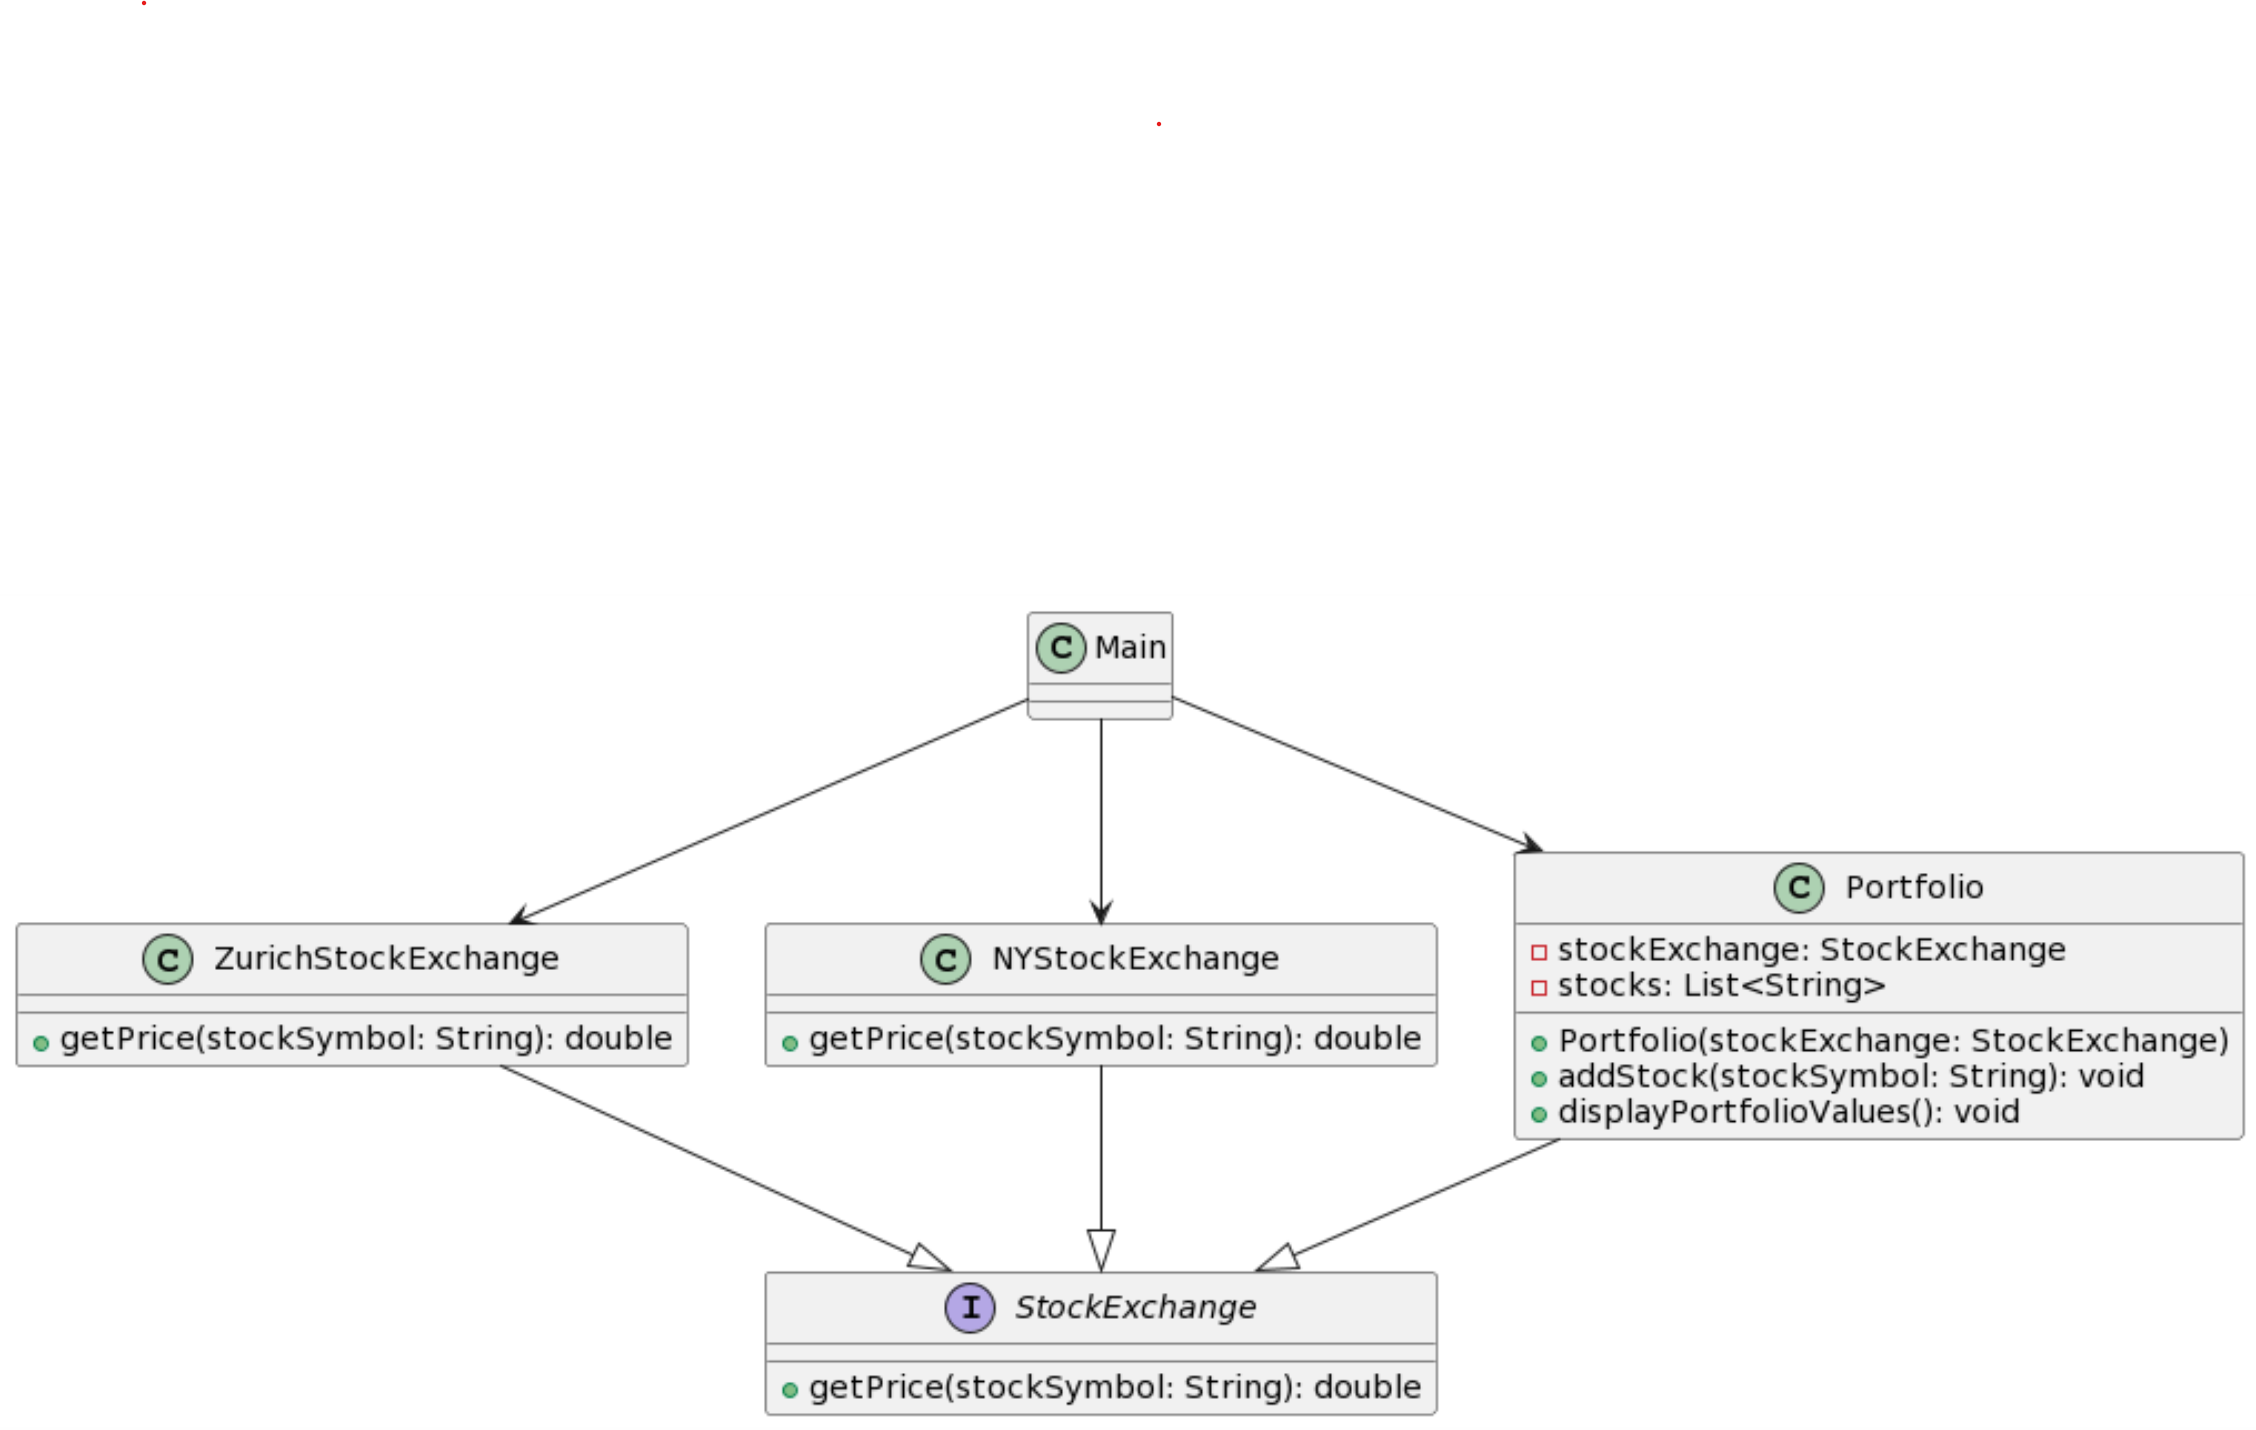 C Main
C ZurichStockExchange
getPrice(stockSymbol: String): double
C NYStockExchange
getPrice(stockSymbol: String): double
C Portfolio
stockExchange: StockExchange
stocks: List<String>
Portfolio(stockExchange: StockExchange)
addStock(stockSymbol: String): void
displayPortfolioValues(): void
I StockExchange
getPrice(stockSymbol: String): double